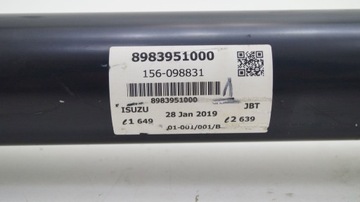 8983951000
156-098831
8983951000
ISUZU JBT
28 Jan 2019
ℓ1 649 ℓ2 639
01-001/001/B